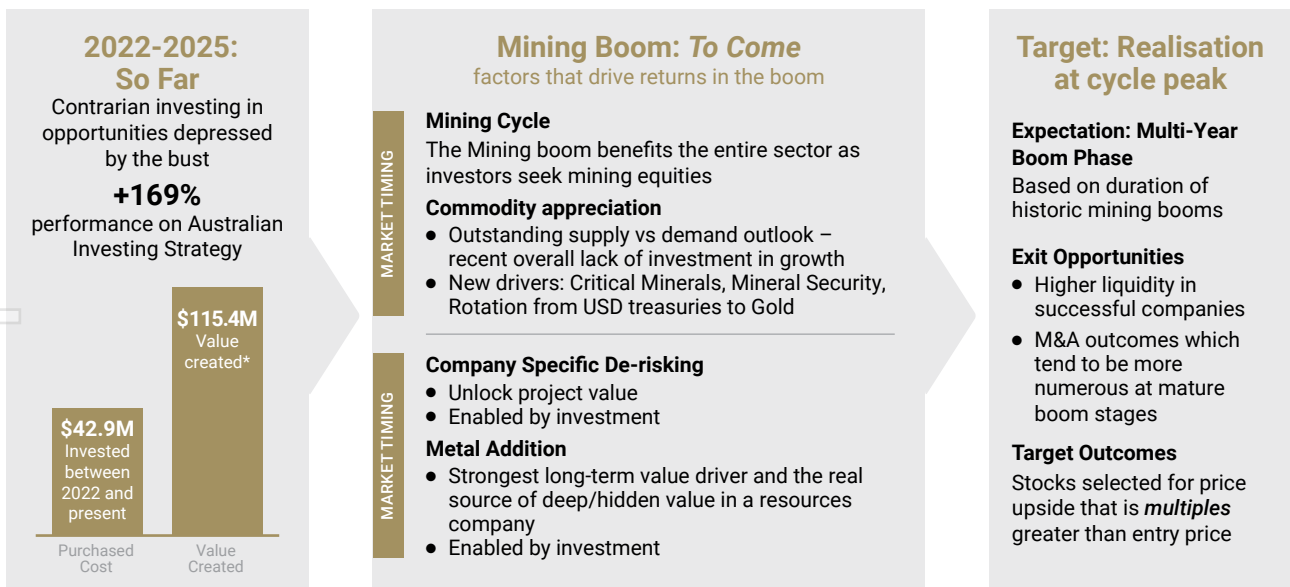 2022-2025:
So Far
Contrarian investing in
opportunities depressed
by the bust
+169%
performance on Australian
Investing Strategy
$115.4M
Value
created*
$42.9M
Invested
between
2022 and
present
Purchased
Cost
Value
Created
Mining Boom: To Come
factors that drive returns in the boom
MARKET TIMING
Mining Cycle
The Mining boom benefits the entire sector as
investors seek mining equities
Commodity appreciation
• Outstanding supply vs demand outlook –
recent overall lack of investment in growth
• New drivers: Critical Minerals, Mineral Security,
Rotation from USD treasuries to Gold
MARKET TIMING
Company Specific De-risking
• Unlock project value
• Enabled by investment
Metal Addition
• Strongest long-term value driver and the real
source of deep/hidden value in a resources
company
• Enabled by investment
Target: Realisation
at cycle peak
Expectation: Multi-Year
Boom Phase
Based on duration of
historic mining booms
Exit Opportunities
• Higher liquidity in
successful companies
• M&A outcomes which
tend to be more
numerous at mature
boom stages
Target Outcomes
Stocks selected for price
upside that is multiples
greater than entry price